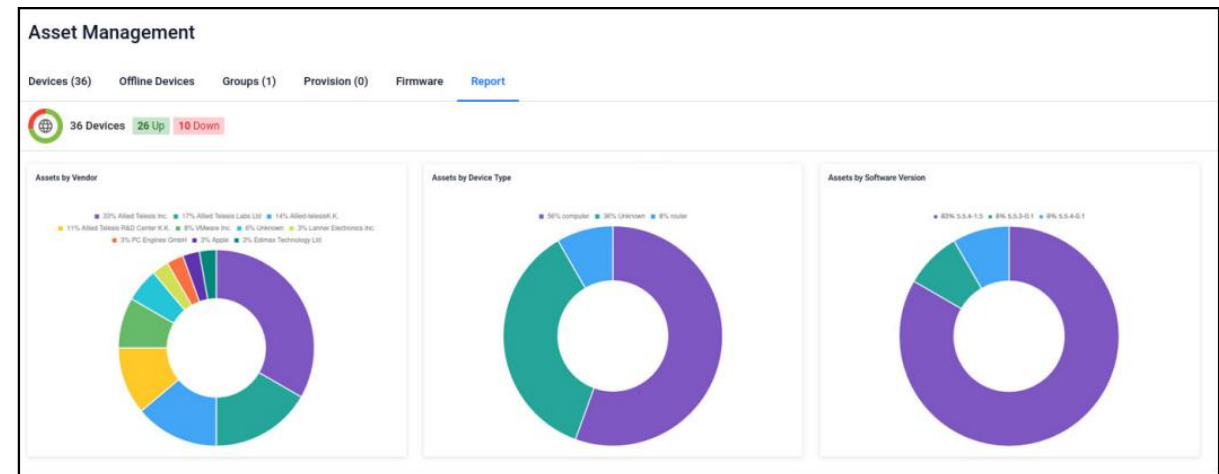 Asset Management
Devices (36) Offline Devices Groups (1) Provision (0) Firmware Report
36 Devices 26 Up 10 Down
Assets by Vendor
33% Allied Telesis Inc. 17% Allied Telesis Labs Ltd 14% Allied-telesisK.K.
11% Allied Telesis R&D Center K.K. 8% VMware Inc. 6% Unknown 3% Lanner Electronics Inc.
3% PC Engines GmbH 3% Apple 3% Edimax Technology Ltd
Assets by Device Type
56% computer 36% Unknown 8% router
Assets by Software Version
83% 5.5.4-1.5 8% 5.5.3-0.1 8% 5.5.4-0.1